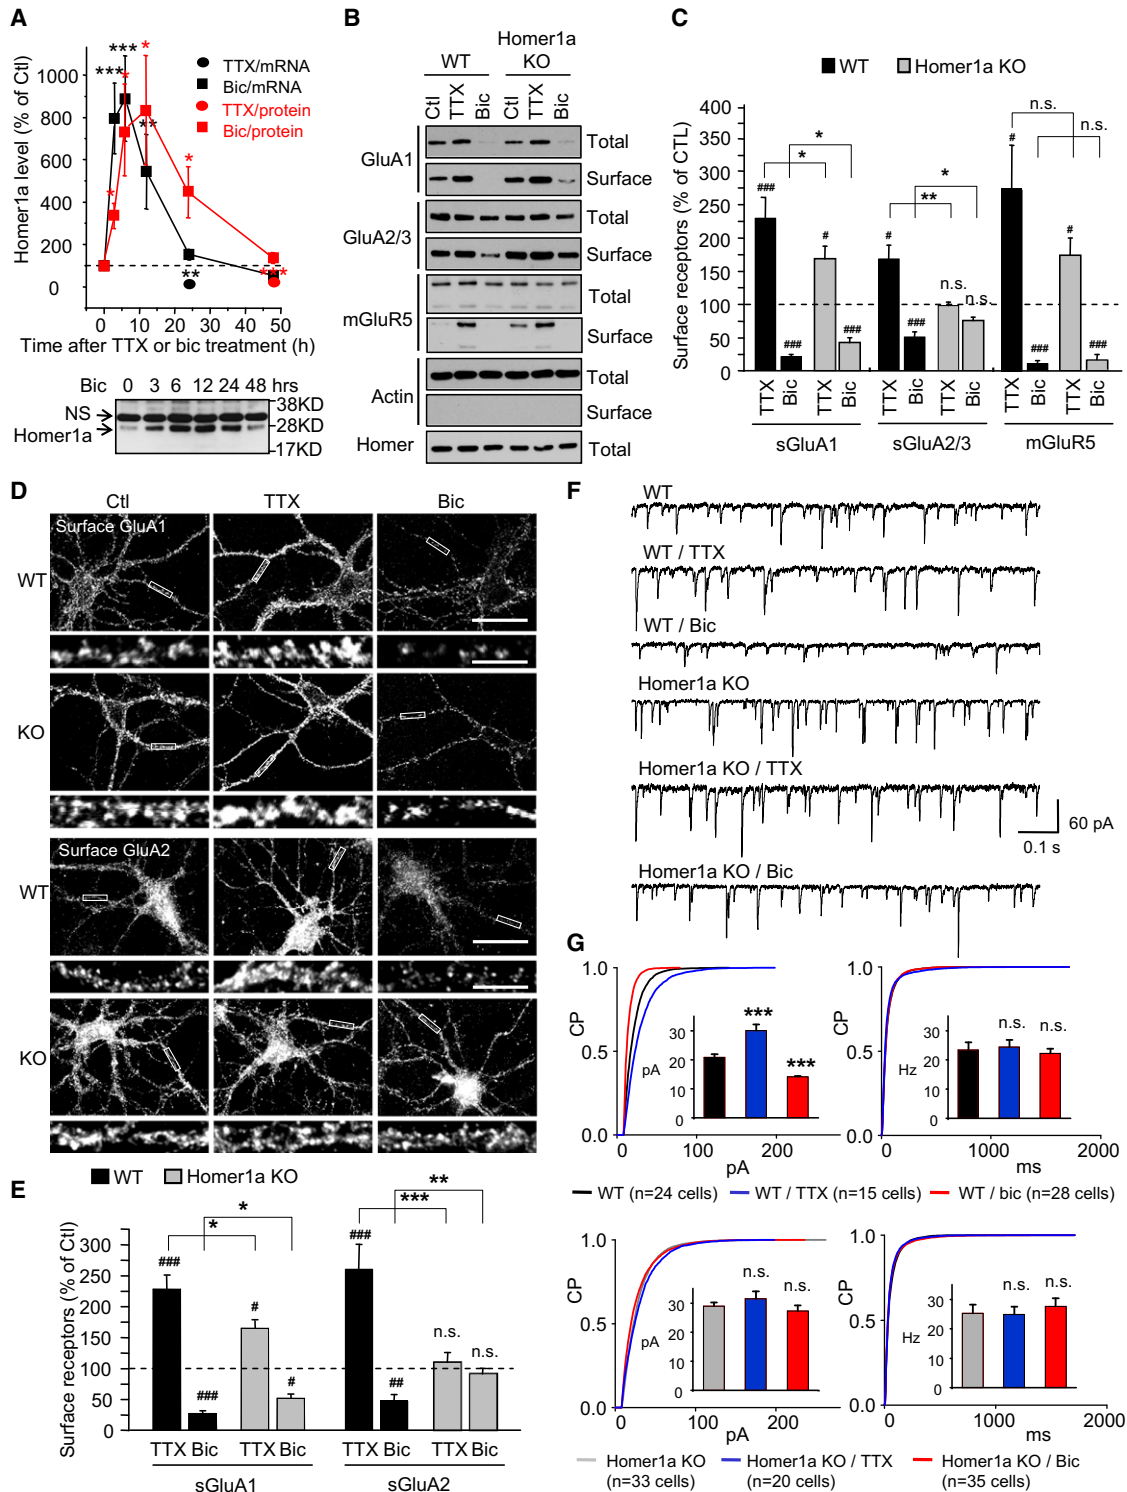 A
Homer1a level (% of Ctl)
1000
800
600
400
200
0
*** *
***
*
**
*
*
**
***
TTX/mRNA
Bic/mRNA
TTX/protein
Bic/protein
0 10 20 30 40 50
Time after TTX or bic treatment (h)
Bic 0 3 6 12 24 48 hrs
NS
Homer1a
38KD
28KD
17KD
B
WT
Homer1a
KO
Ctl TTX Bic Ctl TTX Bic
GluA1
Total
Surface
GluA2/3
Total
Surface
mGluR5
Total
Surface
Actin
Total
Surface
Homer
Total
C
WT Homer1a KO
Surface receptors (% of CTL)
400
350
300
250
200
150
100
50
0
### ### # ### * *
# ### n.s. n.s. ** *
# ### # ### n.s. n.s.
TTX Bic TTX Bic TTX Bic TTX Bic TTX Bic TTX Bic
sGluA1 sGluA2/3 mGluR5
D
Ctl TTX Bic
Surface GluA1
WT
KO
Surface GluA2
WT
KO
E
WT Homer1a KO
Surface receptors (% of Ctl)
300
250
200
150
100
50
0
### ### # # * *
### ## n.s. n.s. *** **
TTX Bic TTX Bic TTX Bic TTX Bic
sGluA1 sGluA2
F
WT
WT / TTX
WT / Bic
Homer1a KO
Homer1a KO / TTX
60 pA
0.1 s
Homer1a KO / Bic
G
CP
1.0
0.5
0.0
0 100 200
pA
pA
30
20
10
0
***
***
CP
1.0
0.5
0.0
0 1000 2000
ms
Hz
30
20
10
0
n.s. n.s.
WT (n=24 cells) WT / TTX (n=15 cells) WT / bic (n=28 cells)
CP
1.0
0.5
0.0
0 100 200
pA
pA
30
20
10
0
n.s. n.s.
CP
1.0
0.5
0.0
0 1000 2000
ms
Hz
30
20
10
0
n.s. n.s.
Homer1a KO
(n=33 cells)
Homer1a KO / TTX
(n=20 cells)
Homer1a KO / Bic
(n=35 cells)